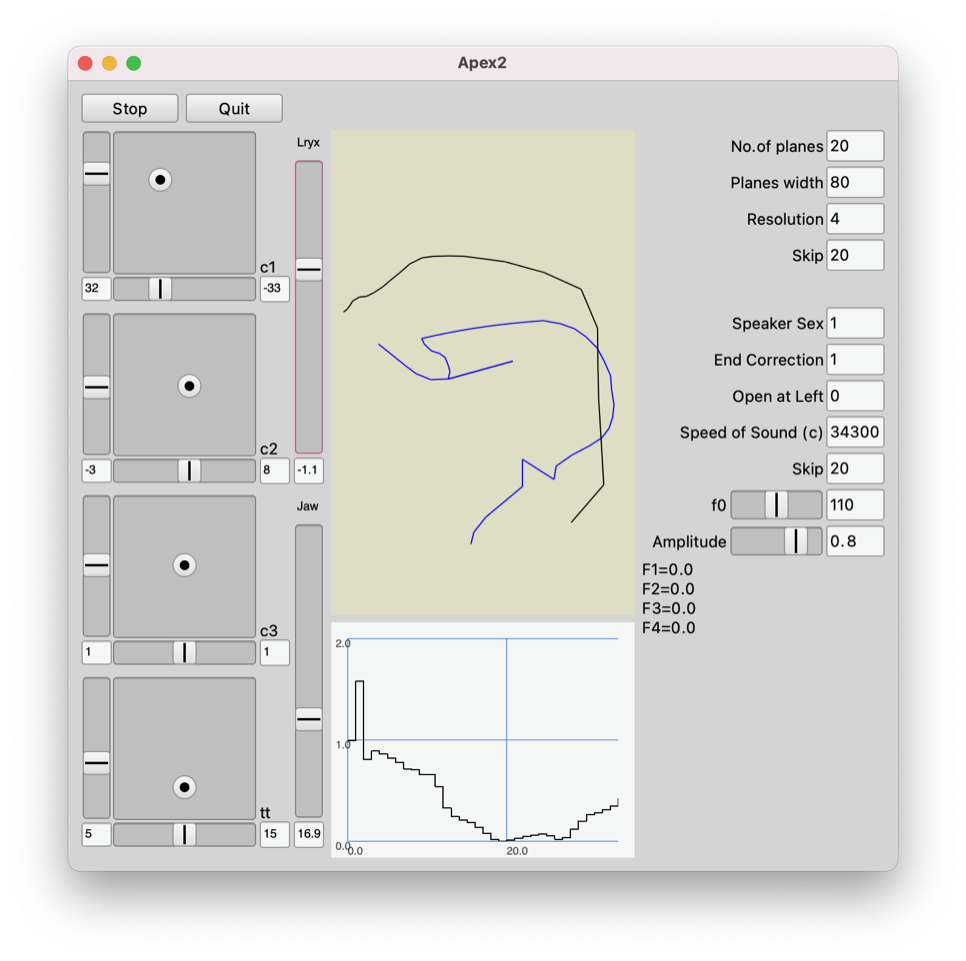 Apex2
Stop Quit
Lryx
c1
32 -33
c2
-3 8 -1.1
Jaw
c3
1 1
tt
5 15 16.9
No.of planes 20
Planes width 80
Resolution 4
Skip 20
Speaker Sex 1
End Correction 1
Open at Left 0
Speed of Sound (c) 34300
Skip 20
f0 110
Amplitude 0.8
F1=0.0
F2=0.0
F3=0.0
F4=0.0
2.0
1.0
0.0
0.0 20.0